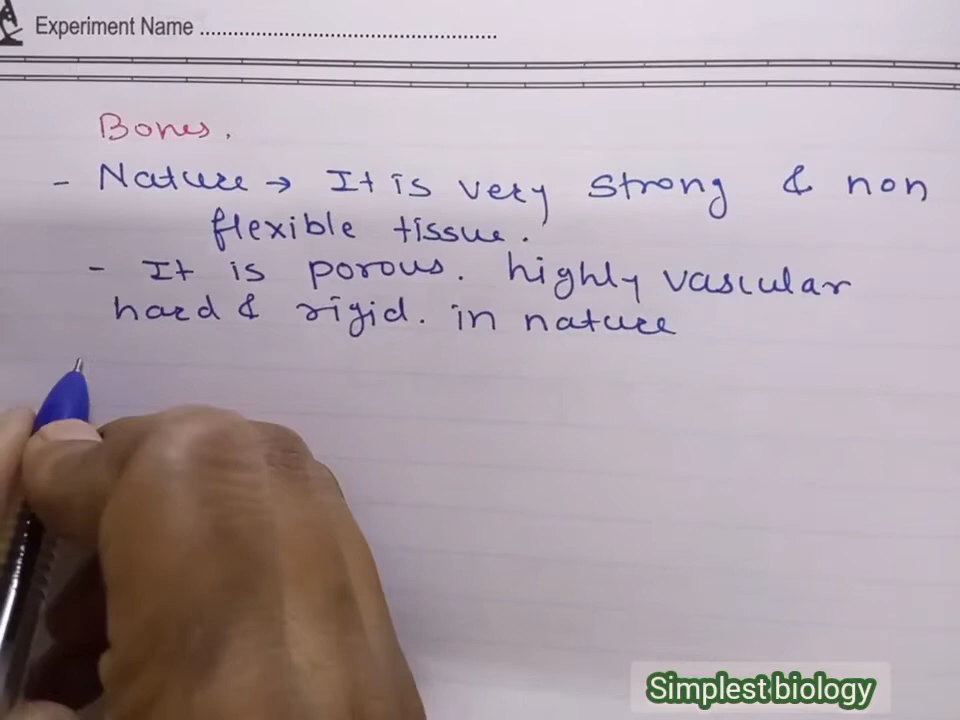 Experiment Name ......................................................
Bones.
- Nature → It is very strong & non
flexible tissue.
- It is porous. highly vascular
hard & rigid. in nature
Simplest biology